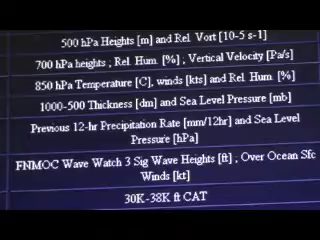 500 hPa Heights [m] and Rel. Vort [10-5 s-1]
700 hPa heights , Rel. Hum. [%] , Vertical Velocity [Pa/s]
850 hPa Temperature [C], winds [kts] and Rel. Hum. [%]
1000-500 Thickness [dm] and Sea Level Pressure [mb]
Previous 12-hr Precipitation Rate [mm/12hr] and Sea Level
Pressure [hPa]
FNMOC Wave Watch 3 Sig Wave Heights [ft] , Over Ocean Sfc
Winds [kt]
30K-38K ft CAT